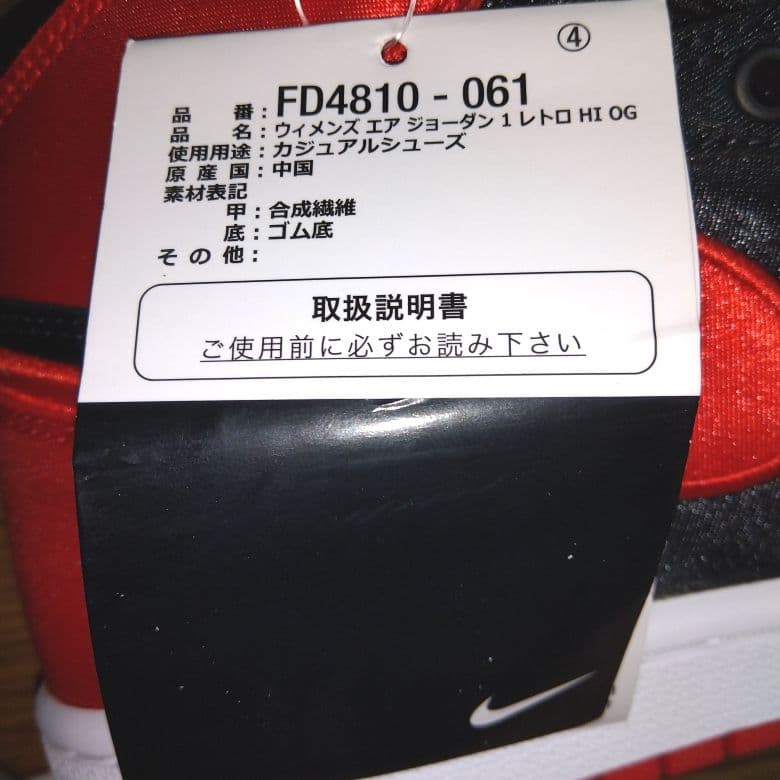 ④
品番：FD4810 - 061
品名：ウィメンズ エア ジョーダン 1 レトロ HI OG
使用用途：カジュアルシューズ
原産国：中国
素材表記
甲：合成繊維
底：ゴム底
その他：
取扱説明書
ご使用前に必ずお読み下さい